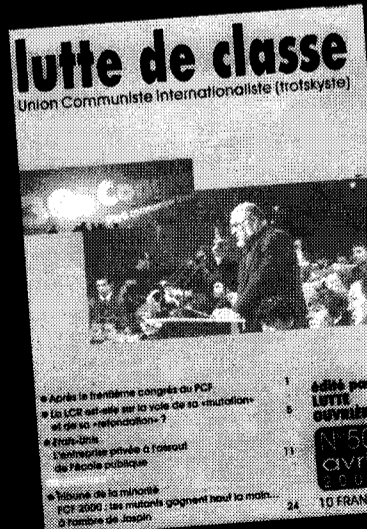 lutte de classe
Union Communiste Internationaliste (trotskyste)
• Après le trentième congrès du PCF 1
• La LCR est-elle sur la voie de sa «mutation»
et de sa «refondation» ? 5
• États-Unis
L'entreprise privée à l'assaut
de l'école publique 11
• Tribune de la minorité
PCF 2000 : les mutants gagnent haut la main...
à l'ombre de Jospin 24
édité par
LUTTE
OUVRIÈRE
N° 50
10 FRAN